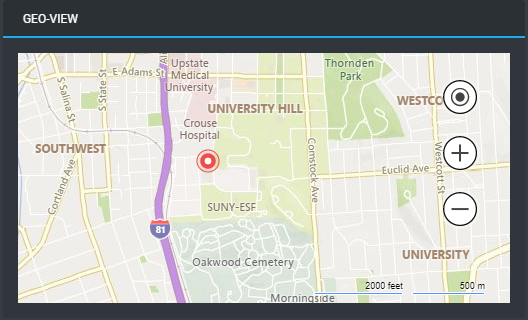 GEO-VIEW
Upstate
Medical
University
Thornden
Park
E Adams St
S State St
S Salina St
UNIVERSITY HILL
WESTCO
Crouse
Hospital
SOUTHWEST
Comstock Ave
Westcott St
Euclid Ave
Cortland Ave
SUNY-ESF
81
Oakwood Cemetery
UNIVERSITY
2000 feet
500 m
Morningside